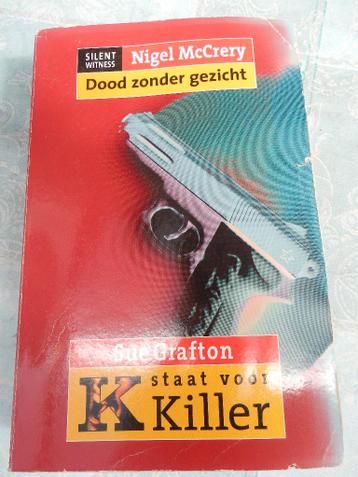 SILENT
WITNESS
Nigel McCrery
Dood zonder gezicht
Sue Grafton
K staat voor
Killer